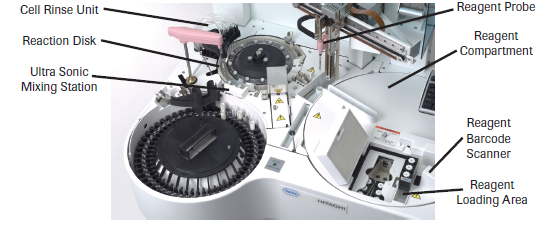 Cell Rinse Unit
Reaction Disk
Ultra Sonic
Mixing Station
Reagent Probe
Reagent
Compartment
Reagent
Barcode
Scanner
Reagent
Loading Area
HITACHI